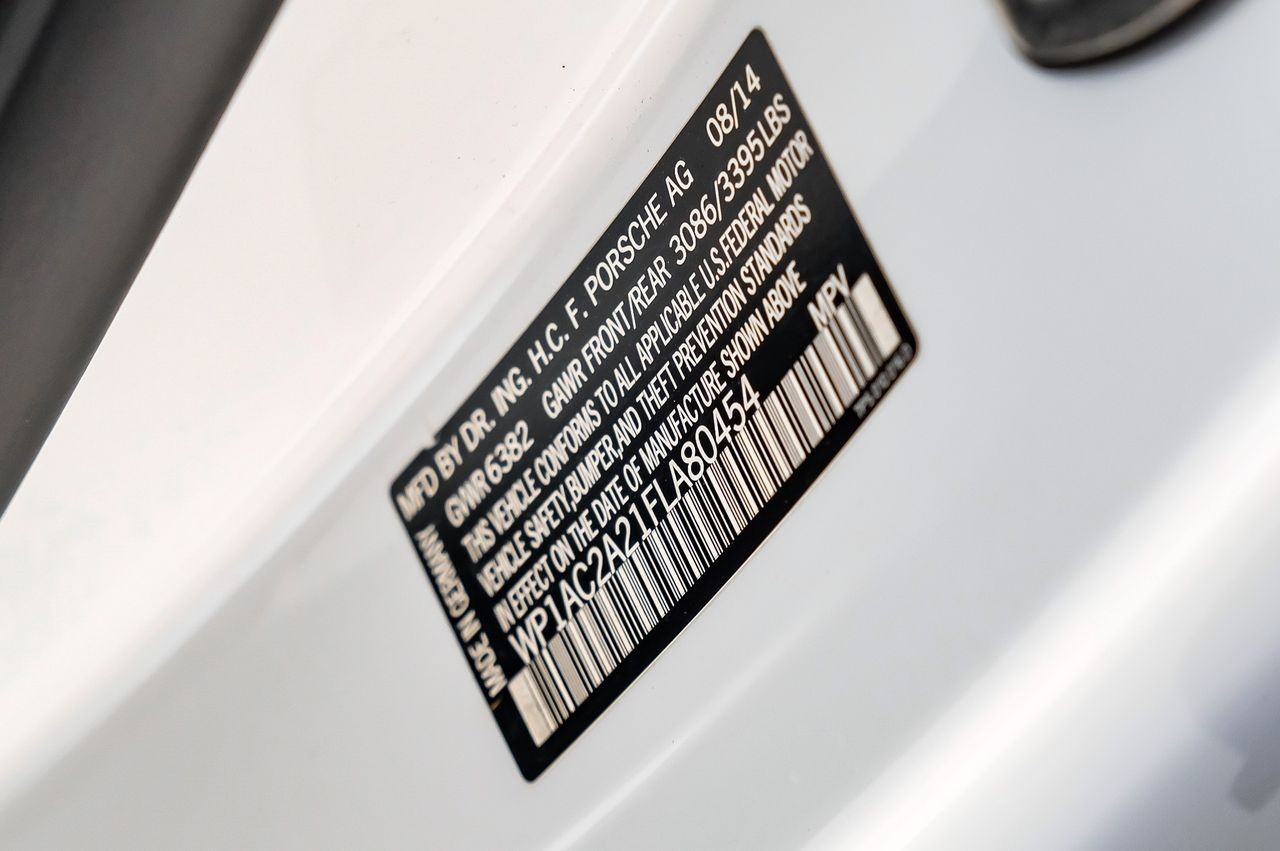 MFD BY DR. ING. H.C. F. PORSCHE AG 08/14
GVWR 6382 GAWR FRONT/REAR 3086/3395 LBS
THIS VEHICLE CONFORMS TO ALL APPLICABLE U.S. FEDERAL MOTOR
VEHICLE SAFETY, BUMPER, AND THEFT PREVENTION STANDARDS
IN EFFECT ON THE DATE OF MANUFACTURE SHOWN ABOVE
WP1AC2A21FLA80454 MPV
MADE IN GERMANY